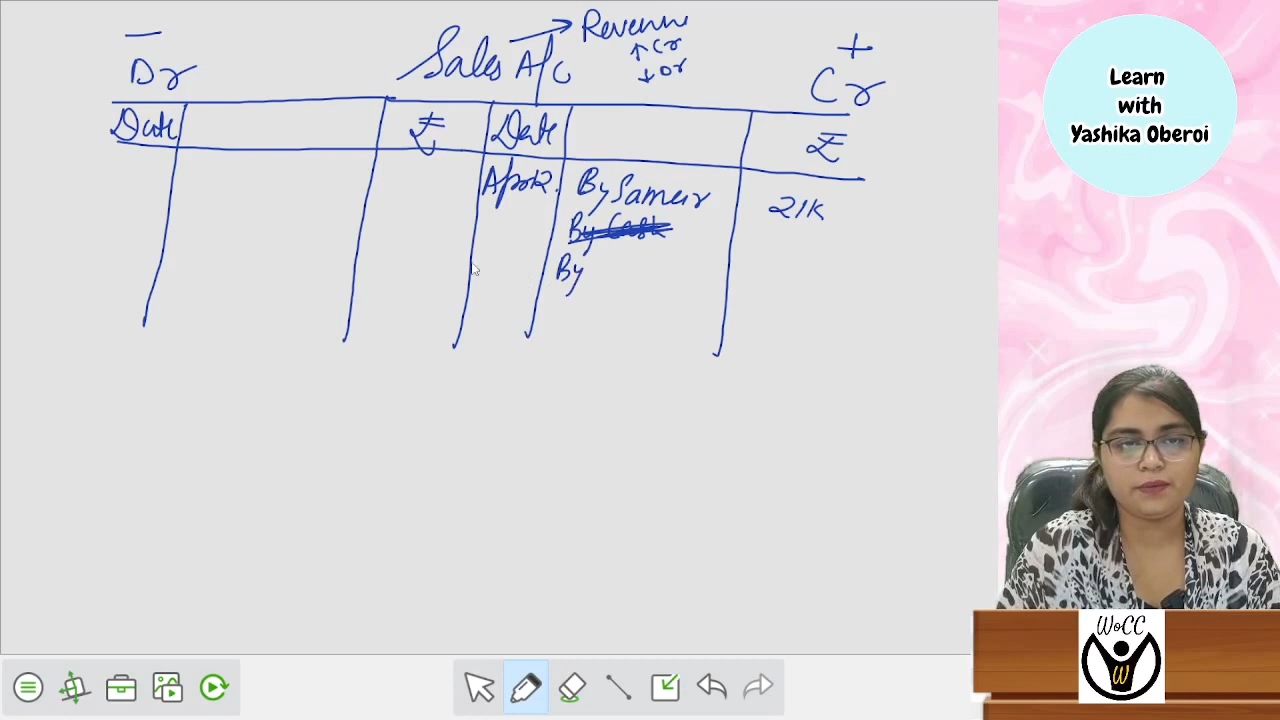 Revenue
↑ Cr
↓ Dr
— +
Dr Sales A/C Cr
Date ₹ Date ₹
Apr 12. By Sameer 21K
By Cash
By
Learn
with
Yashika Oberoi
WoCC
W